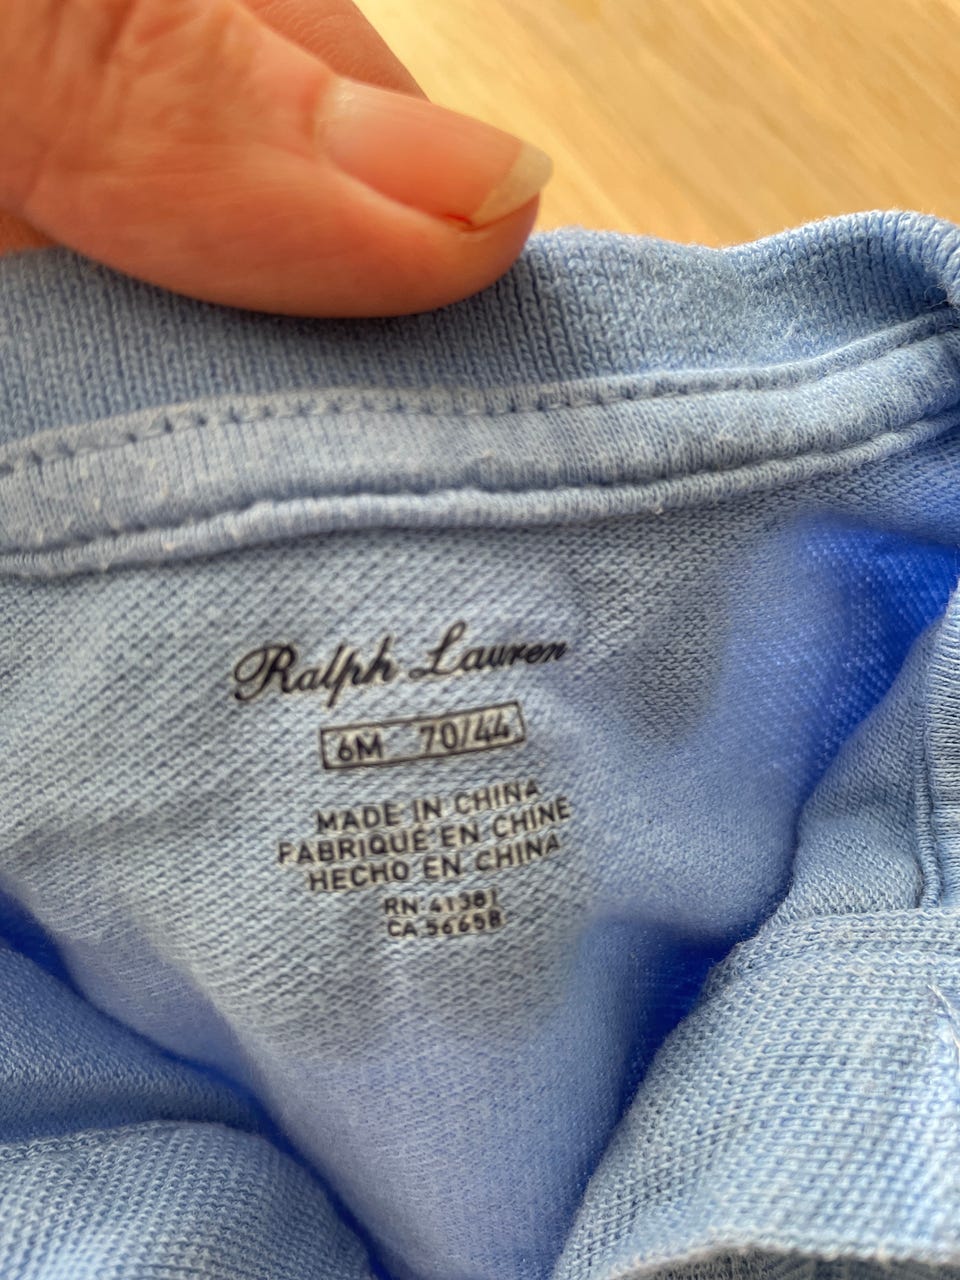 Ralph Lauren
6M 70/44
MADE IN CHINA
FABRIQUÉ EN CHINE
HECHO EN CHINA
RN 41381
CA 56658